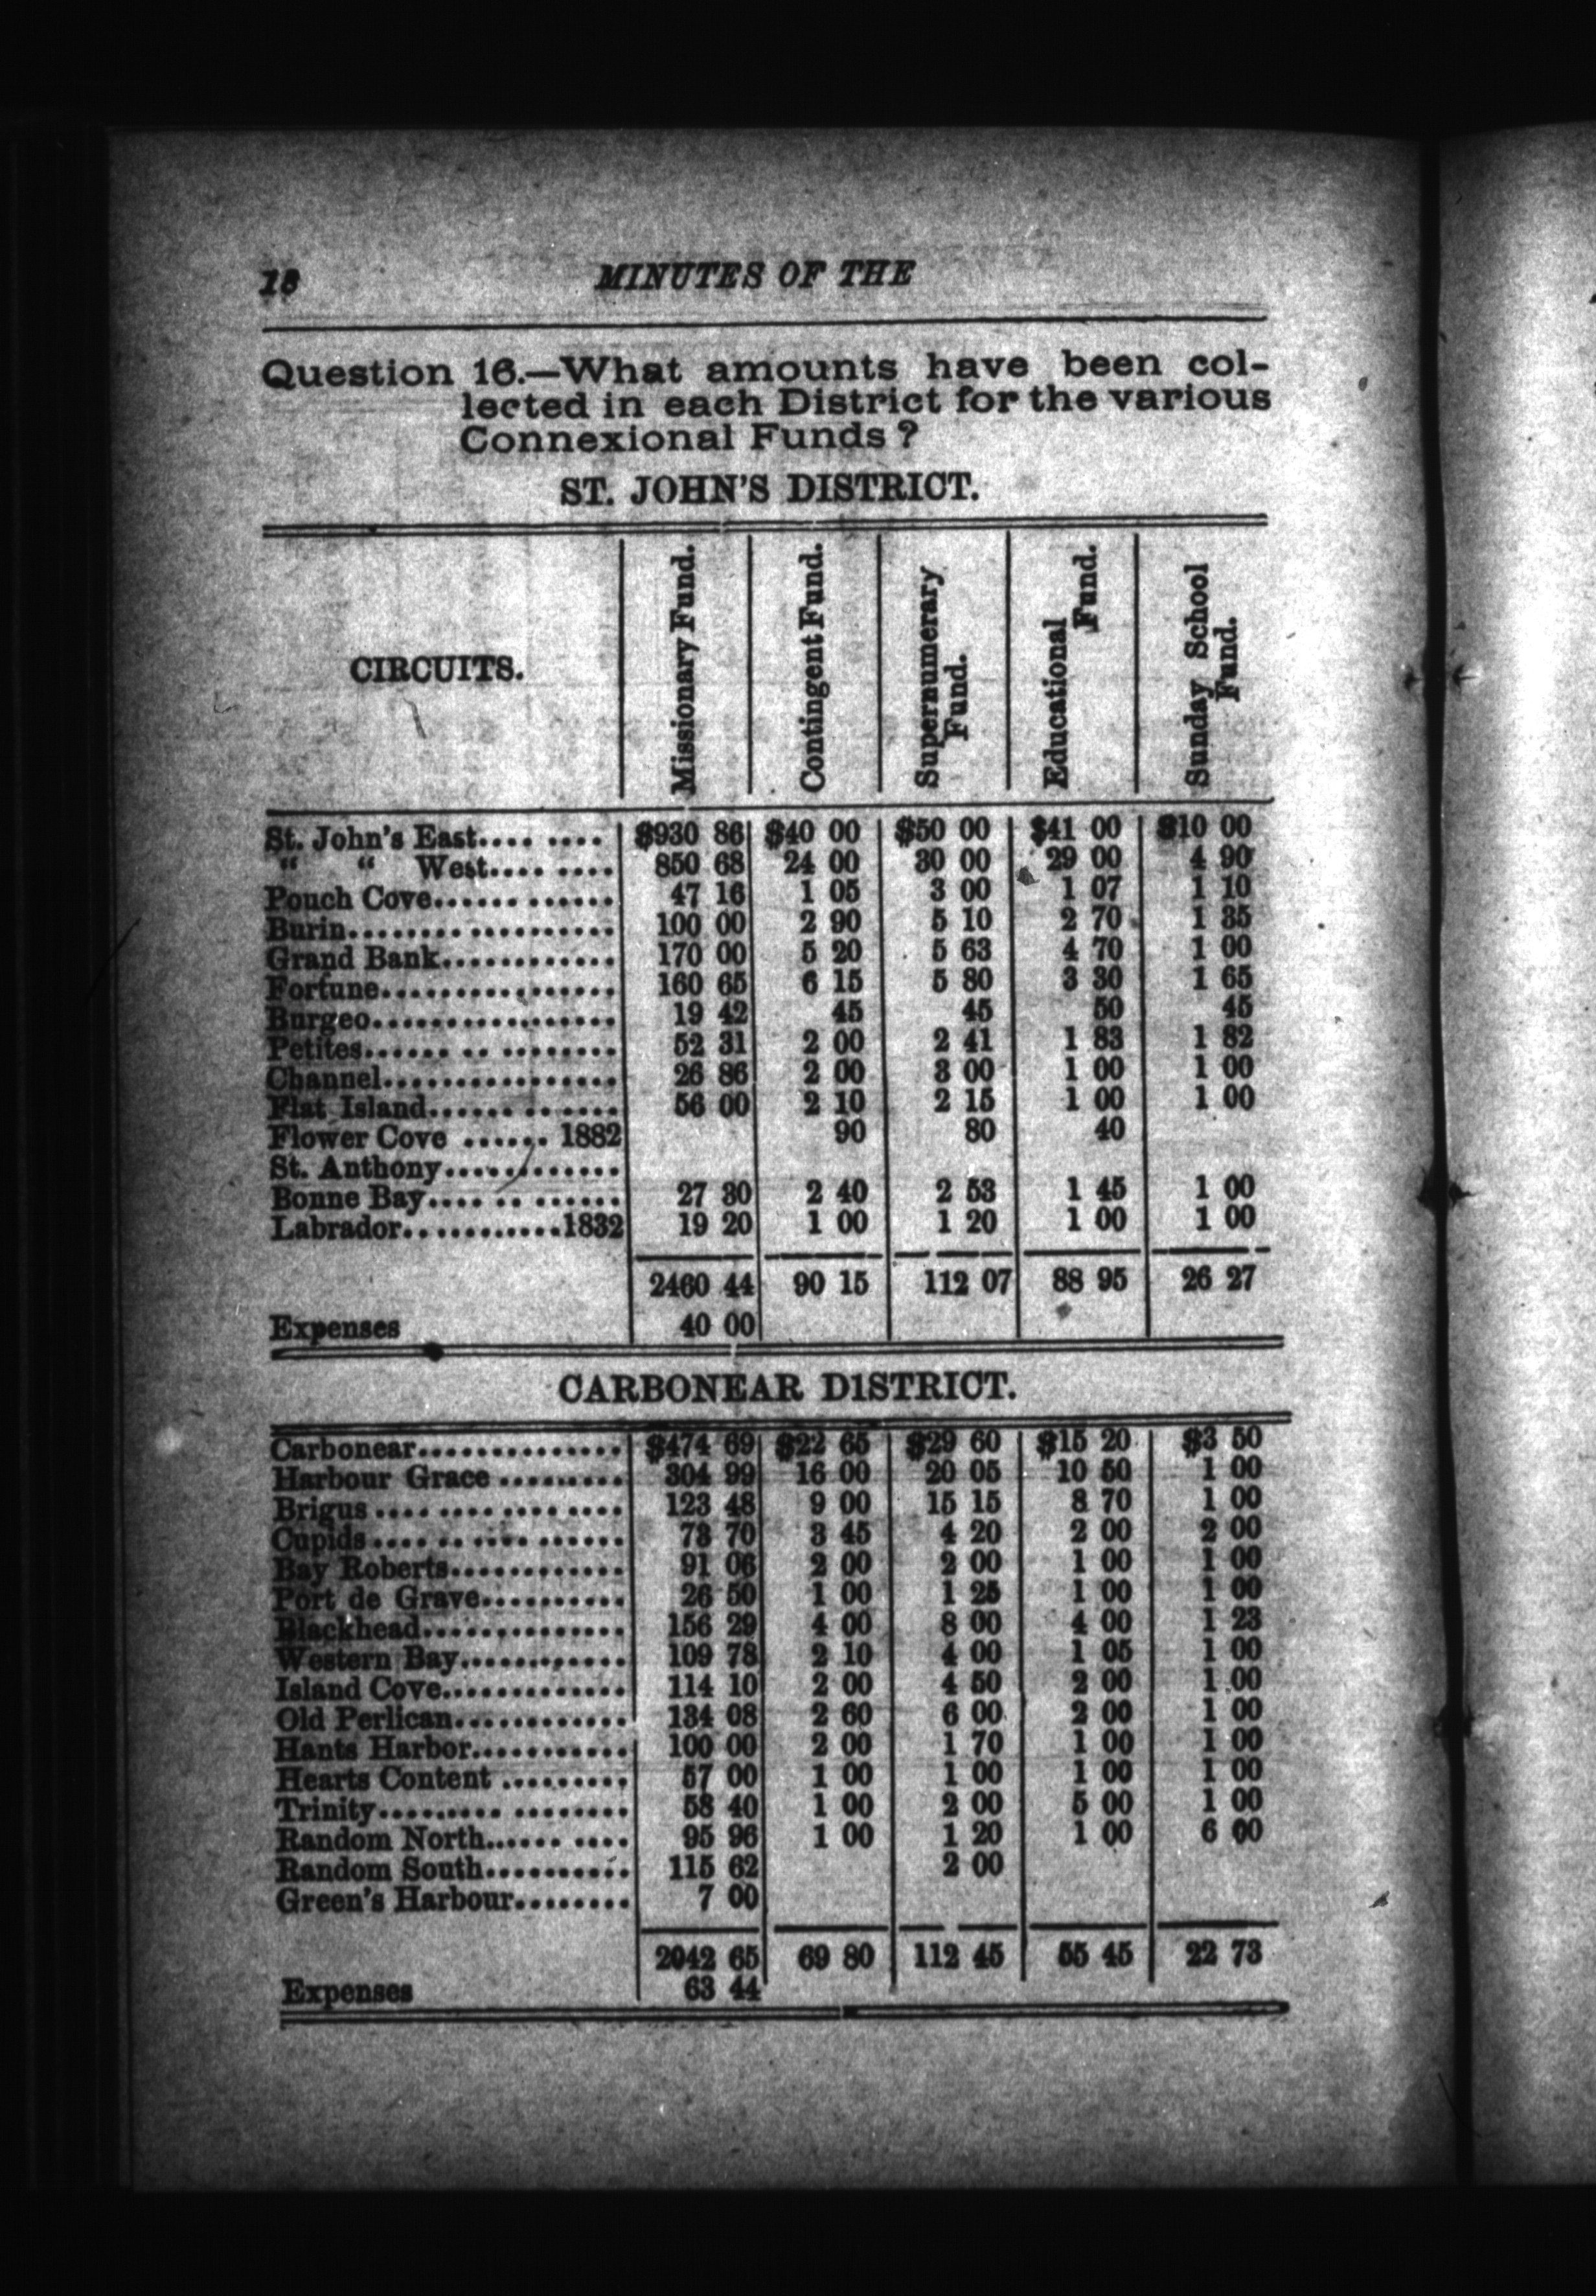 18 MINUTES OF THE
Question 16.—What amounts have been col-
lected in each District for the various
Connexional Funds?
ST. JOHN'S DISTRICT.
CIRCUITS. Missionary Fund. Contingent Fund. Supernumerary Fund. Educational Fund. Sunday School Fund.
St. John's East.... .... $930 86 $40 00 $50 00 $41 00 $10 00
" " West.... .... 850 68 24 00 30 00 29 00 4 90
Pouch Cove...... ...... 47 16 1 05 3 00 1 07 1 10
Burin........ .......... 100 00 2 90 5 10 2 70 1 35
Grand Bank............ 170 00 5 20 5 63 4 70 1 00
Fortune................ 160 65 6 15 5 80 3 30 1 65
Burgeo................. 19 42 45 45 50 45
Petites...... .. ........ 52 31 2 00 2 41 1 83 1 82
Channel................ 26 86 2 00 3 00 1 00 1 00
Flat Island...... ....... 56 00 2 10 2 15 1 00 1 00
Flower Cove ...... 1882 90 80 40
St. Anthony............
Bonne Bay.... .. ...... 27 30 2 40 2 53 1 45 1 00
Labrador...........1832 19 20 1 00 1 20 1 00 1 00
2460 44 90 15 112 07 88 95 26 27
Expenses 40 00
CARBONEAR D1STRICT.
Carbonear.............. $474 69 $22 65 $29 60 $15 20 $3 50
Harbour Grace ......... 304 99 16 00 20 05 10 50 1 00
Brigus .... .... .... .... 123 48 9 00 15 15 8 70 1 00
Cupids.... .. .... ...... 73 70 3 45 4 20 2 00 2 00
Bay Roberts............ 91 06 2 00 2 00 1 00 1 00
Port de Grave.......... 26 50 1 00 1 25 1 00 1 00
Blackhead.............. 156 29 4 00 8 00 4 00 1 23
Western Bay............ 109 78 2 10 4 00 1 05 1 00
Island Cove............. 114 10 2 00 4 50 2 00 1 00
Old Perlican............ 134 08 2 60 6 00 2 00 1 00
Hants Harbor........... 100 00 2 00 1 70 1 00 1 00
Hearts Content ......... 57 00 1 00 1 00 1 00 1 00
Trinity......... ........ 58 40 1 00 2 00 5 00 1 00
Random North...... .... 95 96 1 00 1 20 1 00 6 00
Random South.......... 115 62 2 00
Green's Harbour........ 7 00
2042 65 69 80 112 45 55 45 22 73
Expenses 63 44